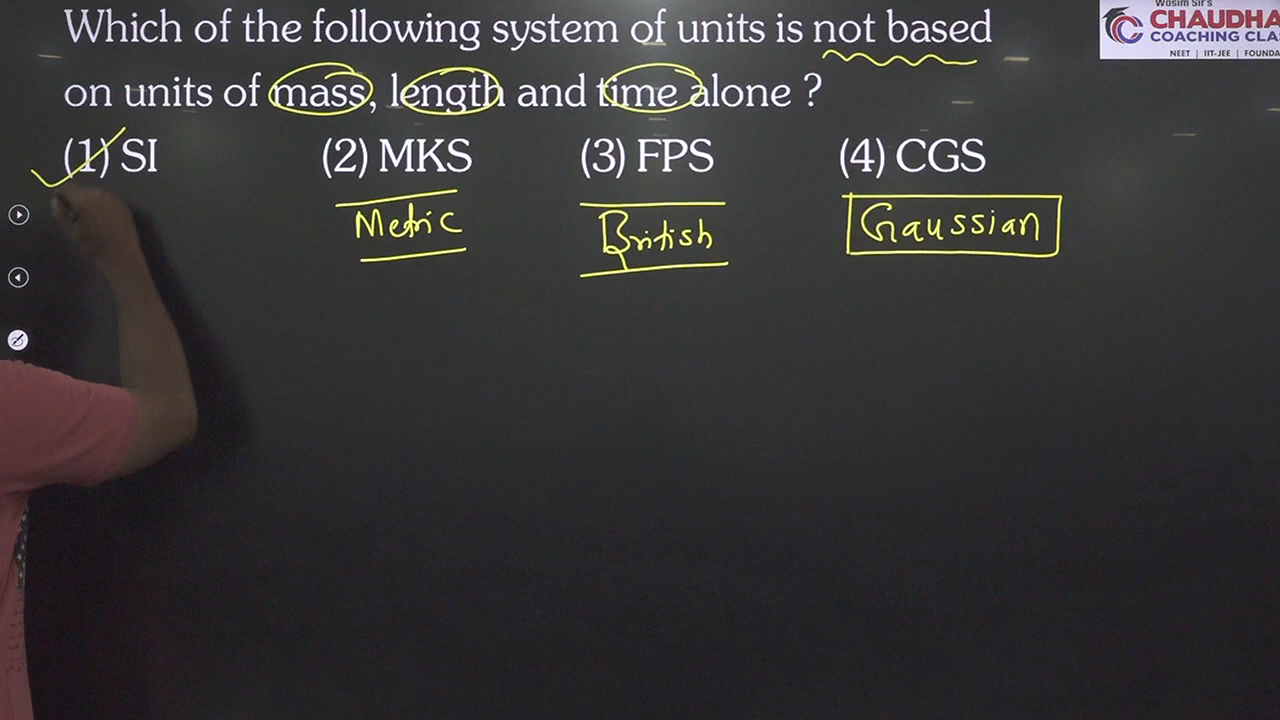 Wasim Sir's
CHAUDHA
COACHING CLA
NEET | IIT-JEE | FOUNDA
Which of the following system of units is not based
on units of mass, length and time alone ?
(1) SI (2) MKS (3) FPS (4) CGS
Metric British Gaussian